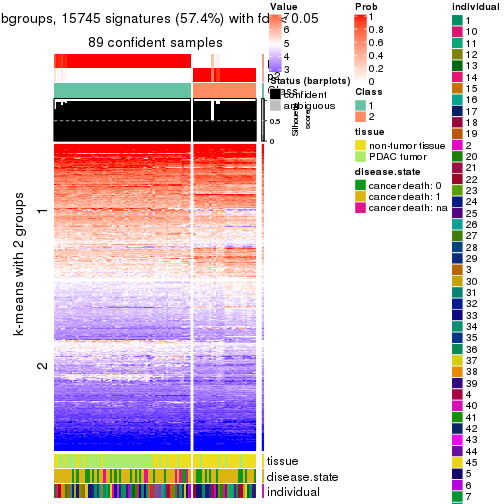 bgroups, 15745 signatures (57.4%) with fdr < 0.05
89 confident samples
p2
Class
1
0.5
0
Silhouette
score
k-means with 2 groups
1
2
tissue
disease.state
individual
Value
7
6
5
4
3
Status (barplots)
confident
ambiguous
Prob
1
0.8
0.6
0.4
0.2
0
Class
1
2
tissue
non-tumor tissue
PDAC tumor
disease.state
cancer death: 0
cancer death: 1
cancer death: na
individual
1
10
11
12
13
14
15
16
17
18
19
2
20
21
22
23
24
25
26
27
28
29
3
30
31
32
33
34
35
36
37
38
39
4
40
41
42
43
44
45
5
6
7